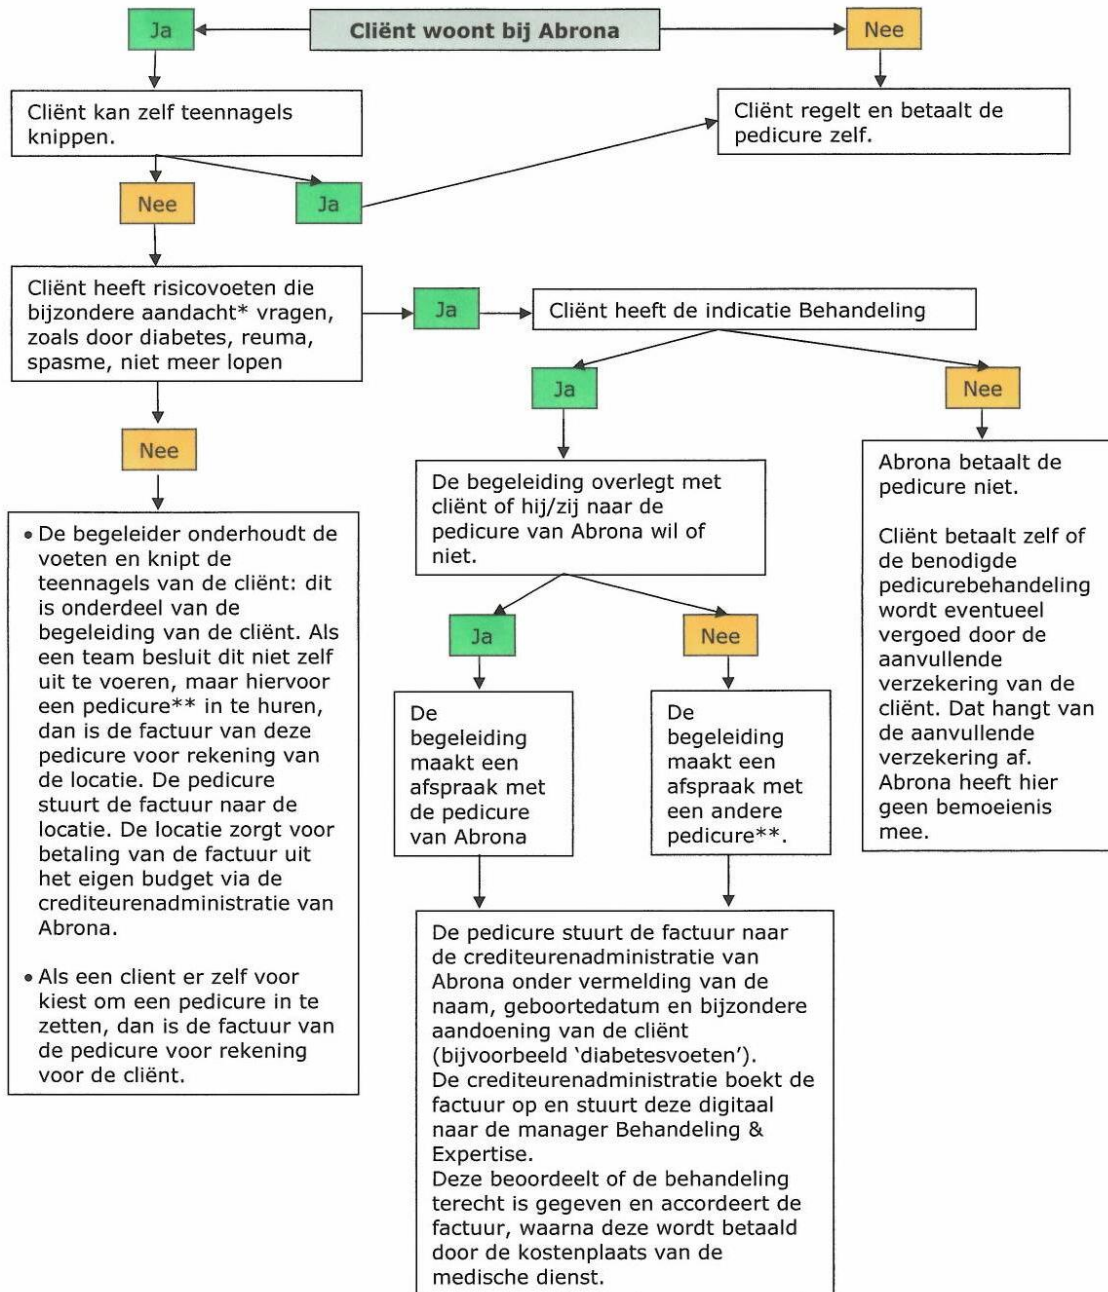 Ja
Cliënt woont bij Abrona
Nee
Cliënt kan zelf teennagels
knippen.
Cliënt regelt en betaalt de
pedicure zelf.
Nee
Ja
Cliënt heeft risicovoeten die
bijzondere aandacht* vragen,
zoals door diabetes, reuma,
spasme, niet meer lopen
Ja
Cliënt heeft de indicatie Behandeling
Ja
Nee
Nee
De begeleiding overlegt met
cliënt of hij/zij naar de
pedicure van Abrona wil of
niet.
Abrona betaalt de
pedicure niet.
Cliënt betaalt zelf of
de benodigde
pedicurebehandeling
wordt eventueel
vergoed door de
aanvullende
verzekering van de
cliënt. Dat hangt van
de aanvullende
verzekering af.
Abrona heeft hier
geen bemoeienis
mee.
• De begeleider onderhoudt de
voeten en knipt de
teennagels van de cliënt: dit
is onderdeel van de
begeleiding van de cliënt. Als
een team besluit dit niet zelf
uit te voeren, maar hiervoor
een pedicure** in te huren,
dan is de factuur van deze
pedicure voor rekening van
de locatie. De pedicure
stuurt de factuur naar de
locatie. De locatie zorgt voor
betaling van de factuur uit
het eigen budget via de
crediteurenadministratie van
Abrona.
• Als een client er zelf voor
kiest om een pedicure in te
zetten, dan is de factuur van
de pedicure voor rekening
voor de cliënt.
Ja
Nee
De
begeleiding
maakt een
afspraak met
de pedicure
van Abrona
De
begeleiding
maakt een
afspraak met
een andere
pedicure**.
De pedicure stuurt de factuur naar
de crediteurenadministratie van
Abrona onder vermelding van de
naam, geboortedatum en bijzondere
aandoening van de cliënt
(bijvoorbeeld ‘diabetesvoeten’).
De crediteurenadministratie boekt de
factuur op en stuurt deze digitaal
naar de manager Behandeling &
Expertise.
Deze beoordeelt of de behandeling
terecht is gegeven en accordeert de
factuur, waarna deze wordt betaald
door de kostenplaats van de
medische dienst.